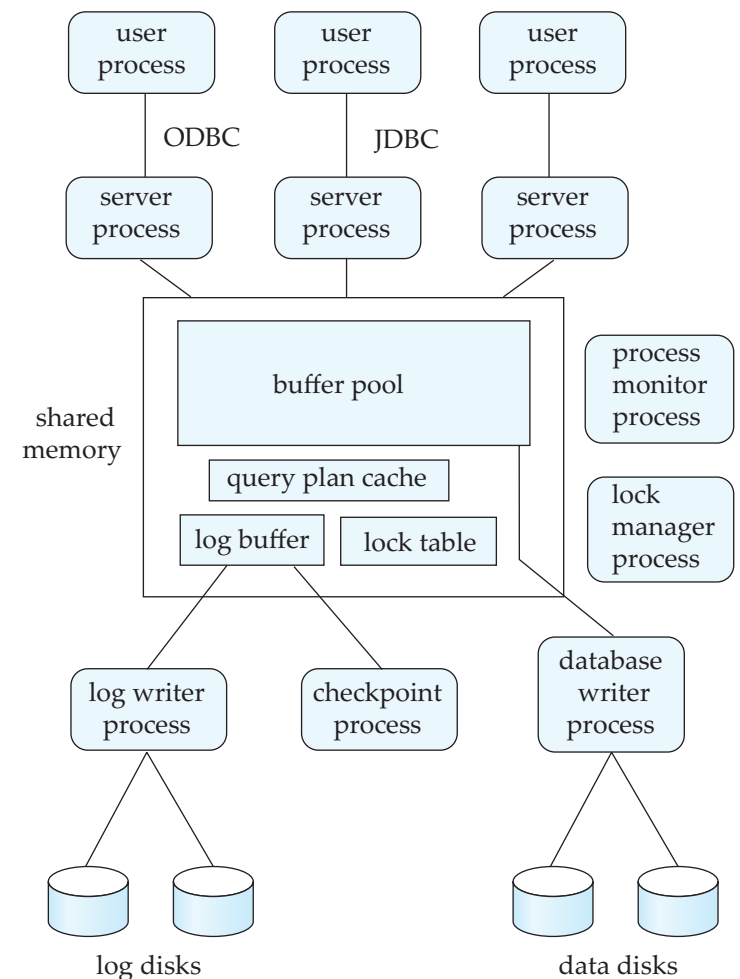 user
process
user
process
user
process
ODBC
JDBC
server
process
server
process
server
process
shared
memory
buffer pool
query plan cache
log buffer
lock table
process
monitor
process
lock
manager
process
log writer
process
checkpoint
process
database
writer
process
log disks
data disks